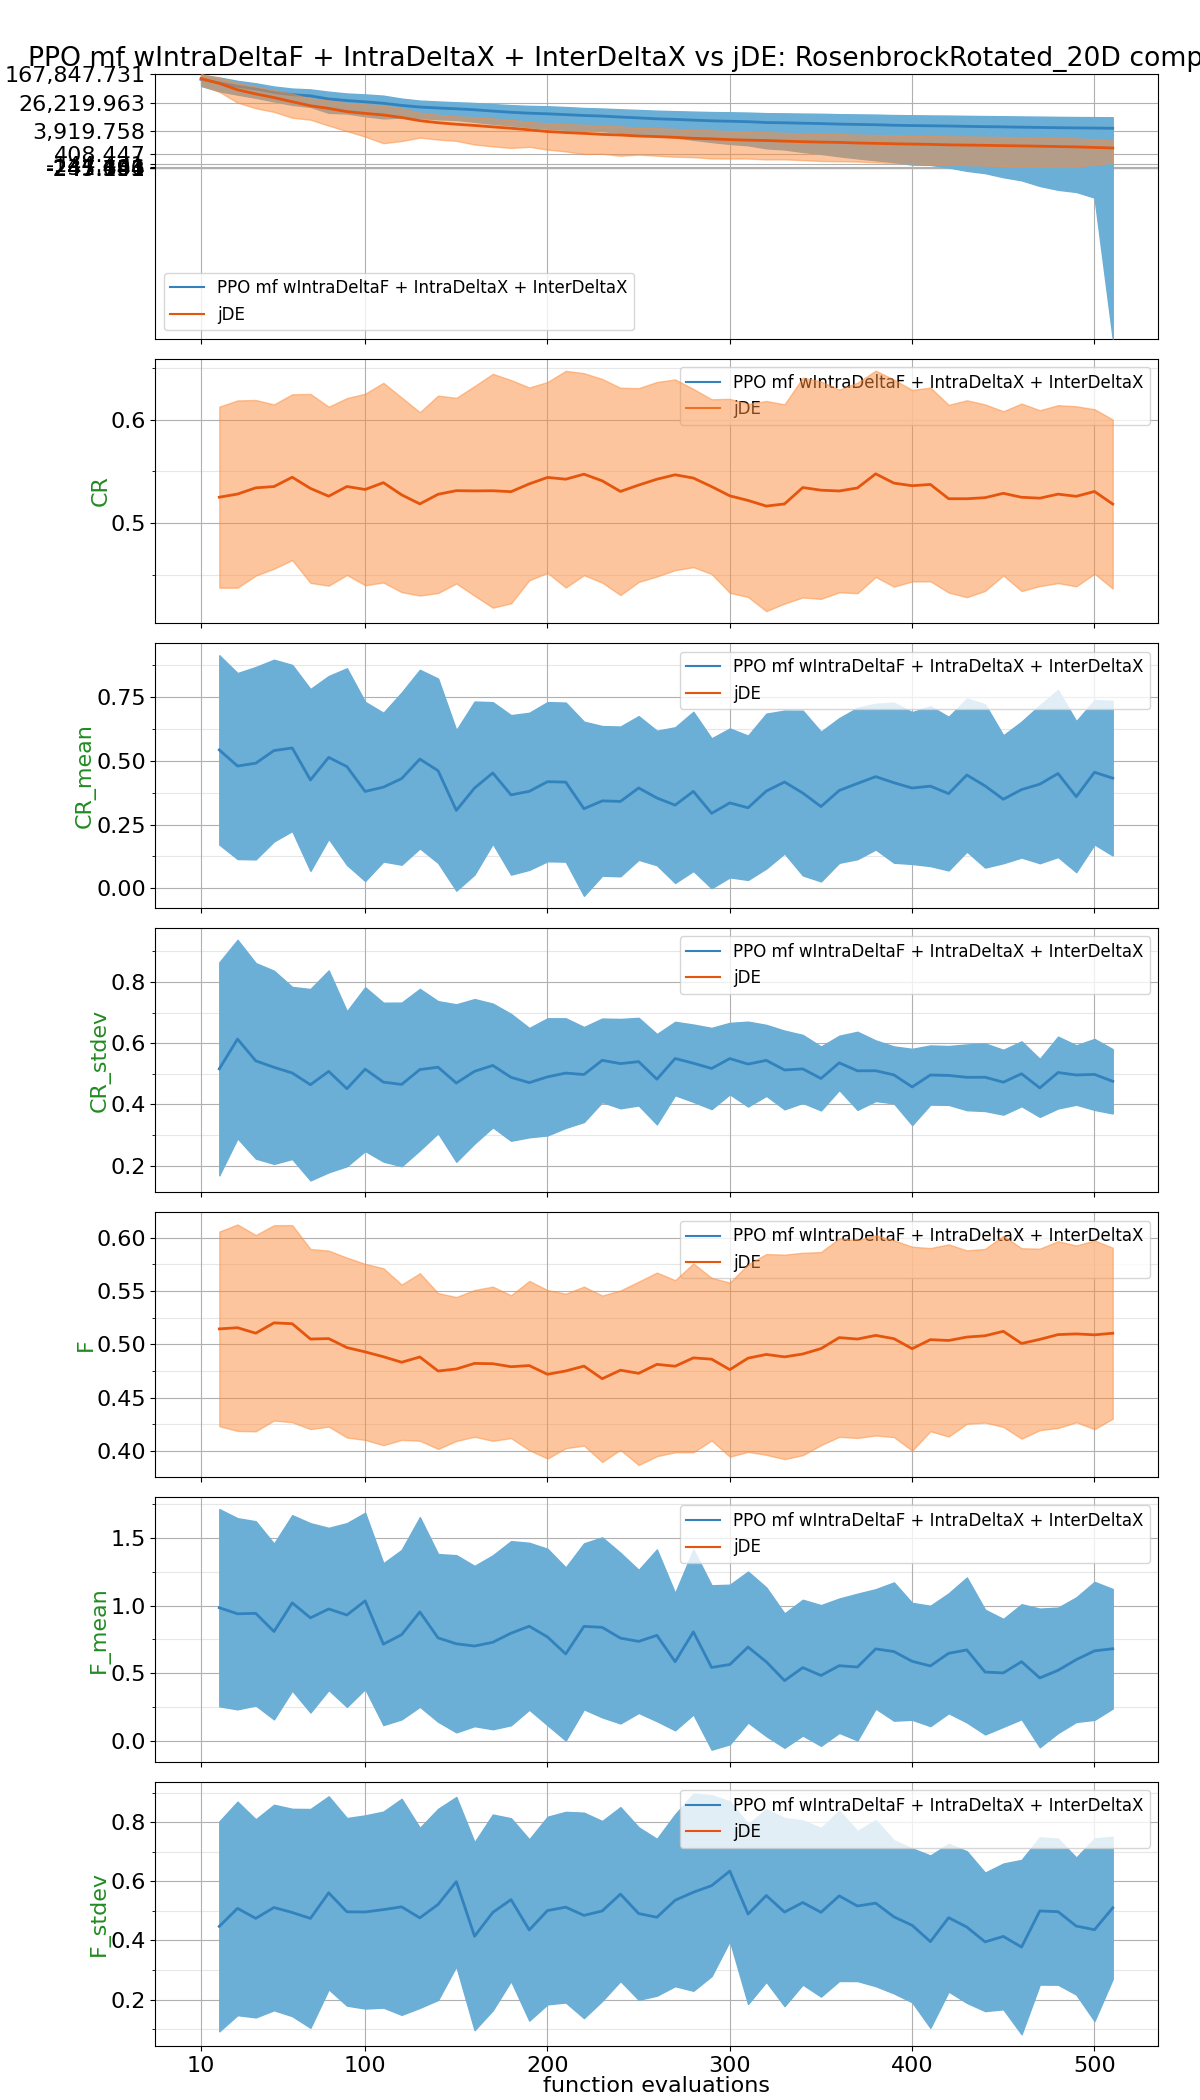 PPO mf wIntraDeltaF + IntraDeltaX + InterDeltaX vs jDE: RosenbrockRotated_20D comp
167,847.731
26,219.963
3,919.758
408.447
PPO mf wIntraDeltaF + IntraDeltaX + InterDeltaX
jDE
CR
0.6
0.5
PPO mf wIntraDeltaF + IntraDeltaX + InterDeltaX
jDE
CR_mean
0.75
0.50
0.25
0.00
PPO mf wIntraDeltaF + IntraDeltaX + InterDeltaX
jDE
CR_stdev
0.8
0.6
0.4
0.2
PPO mf wIntraDeltaF + IntraDeltaX + InterDeltaX
jDE
F
0.60
0.55
0.50
0.45
0.40
PPO mf wIntraDeltaF + IntraDeltaX + InterDeltaX
jDE
F_mean
1.5
1.0
0.5
0.0
PPO mf wIntraDeltaF + IntraDeltaX + InterDeltaX
jDE
F_stdev
0.8
0.6
0.4
0.2
PPO mf wIntraDeltaF + IntraDeltaX + InterDeltaX
jDE
10 100 200 300 400 500
function evaluations